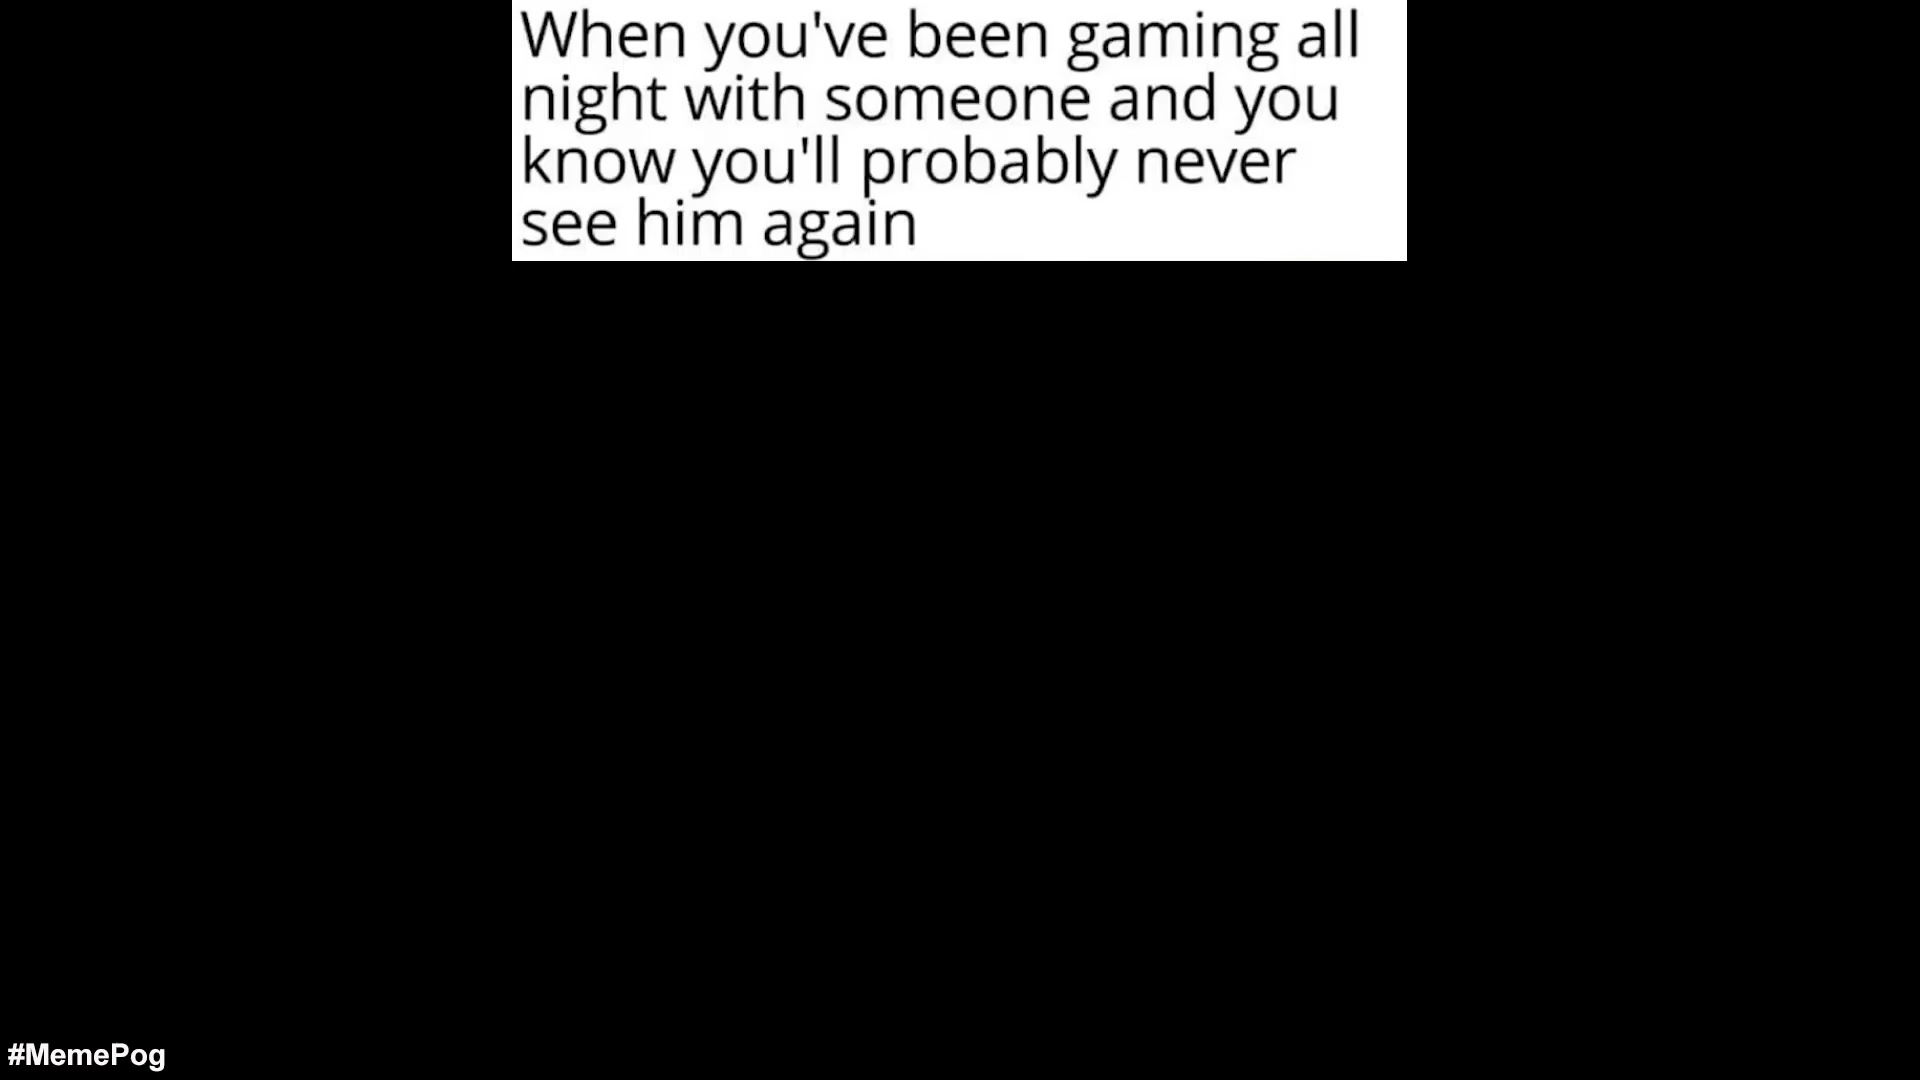 When you've been gaming all
night with someone and you
know you'll probably never
see him again
#MemePog